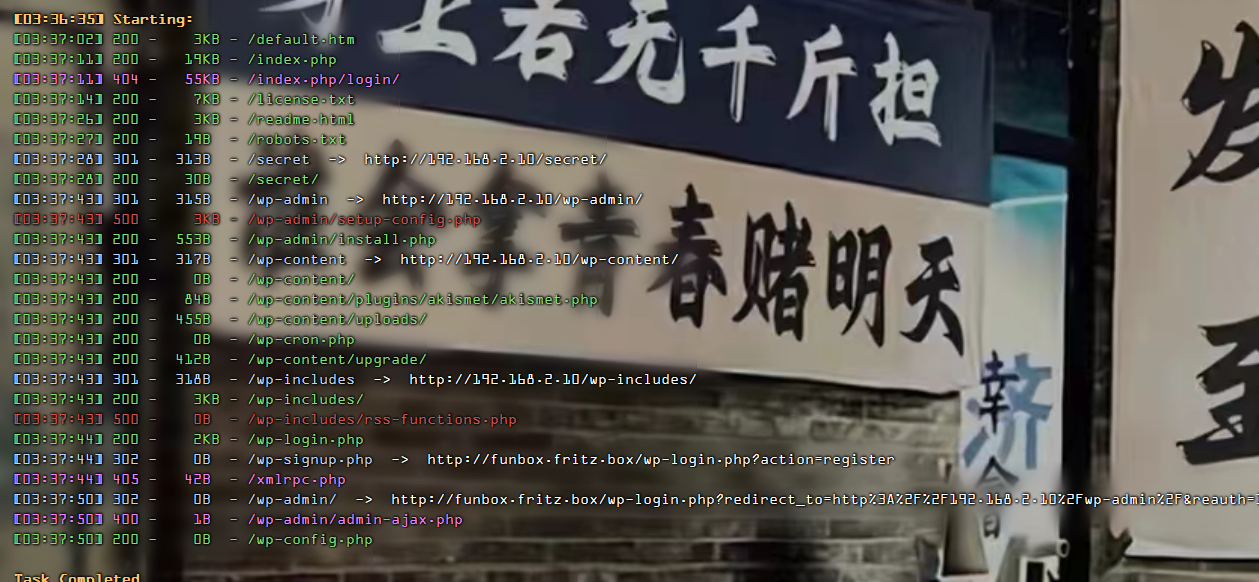 [03:36:35] Starting:
[03:37:02] 200 - 3KB - /default.htm
[03:37:11] 200 - 19KB - /index.php
[03:37:11] 404 - 55KB - /index.php/login/
[03:37:14] 200 - 7KB - /license.txt
[03:37:26] 200 - 3KB - /readme.html
[03:37:27] 200 - 19B - /robots.txt
[03:37:28] 301 - 313B - /secret -> http://192.168.2.10/secret/
[03:37:28] 200 - 30B - /secret/
[03:37:43] 301 - 315B - /wp-admin -> http://192.168.2.10/wp-admin/
[03:37:43] 500 - 3KB - /wp-admin/setup-config.php
[03:37:43] 200 - 553B - /wp-admin/install.php
[03:37:43] 301 - 317B - /wp-content -> http://192.168.2.10/wp-content/
[03:37:43] 200 - 0B - /wp-content/
[03:37:43] 200 - 84B - /wp-content/plugins/akismet/akismet.php
[03:37:43] 200 - 455B - /wp-content/uploads/
[03:37:43] 200 - 0B - /wp-cron.php
[03:37:43] 200 - 412B - /wp-content/upgrade/
[03:37:43] 301 - 318B - /wp-includes -> http://192.168.2.10/wp-includes/
[03:37:43] 200 - 3KB - /wp-includes/
[03:37:43] 500 - 0B - /wp-includes/rss-functions.php
[03:37:44] 200 - 2KB - /wp-login.php
[03:37:44] 302 - 0B - /wp-signup.php -> http://funbox.fritz.box/wp-login.php?action=register
[03:37:44] 405 - 42B - /xmlrpc.php
[03:37:50] 302 - 0B - /wp-admin/ -> http://funbox.fritz.box/wp-login.php?redirect_to=http%3A%2F%2F192.168.2.10%2Fwp-admin%2F&reauth=
[03:37:50] 400 - 1B - /wp-admin/admin-ajax.php
[03:37:50] 200 - 0B - /wp-config.php
Task Completed
上若无千斤担
拿青春赌明天
发
至
济
幸会